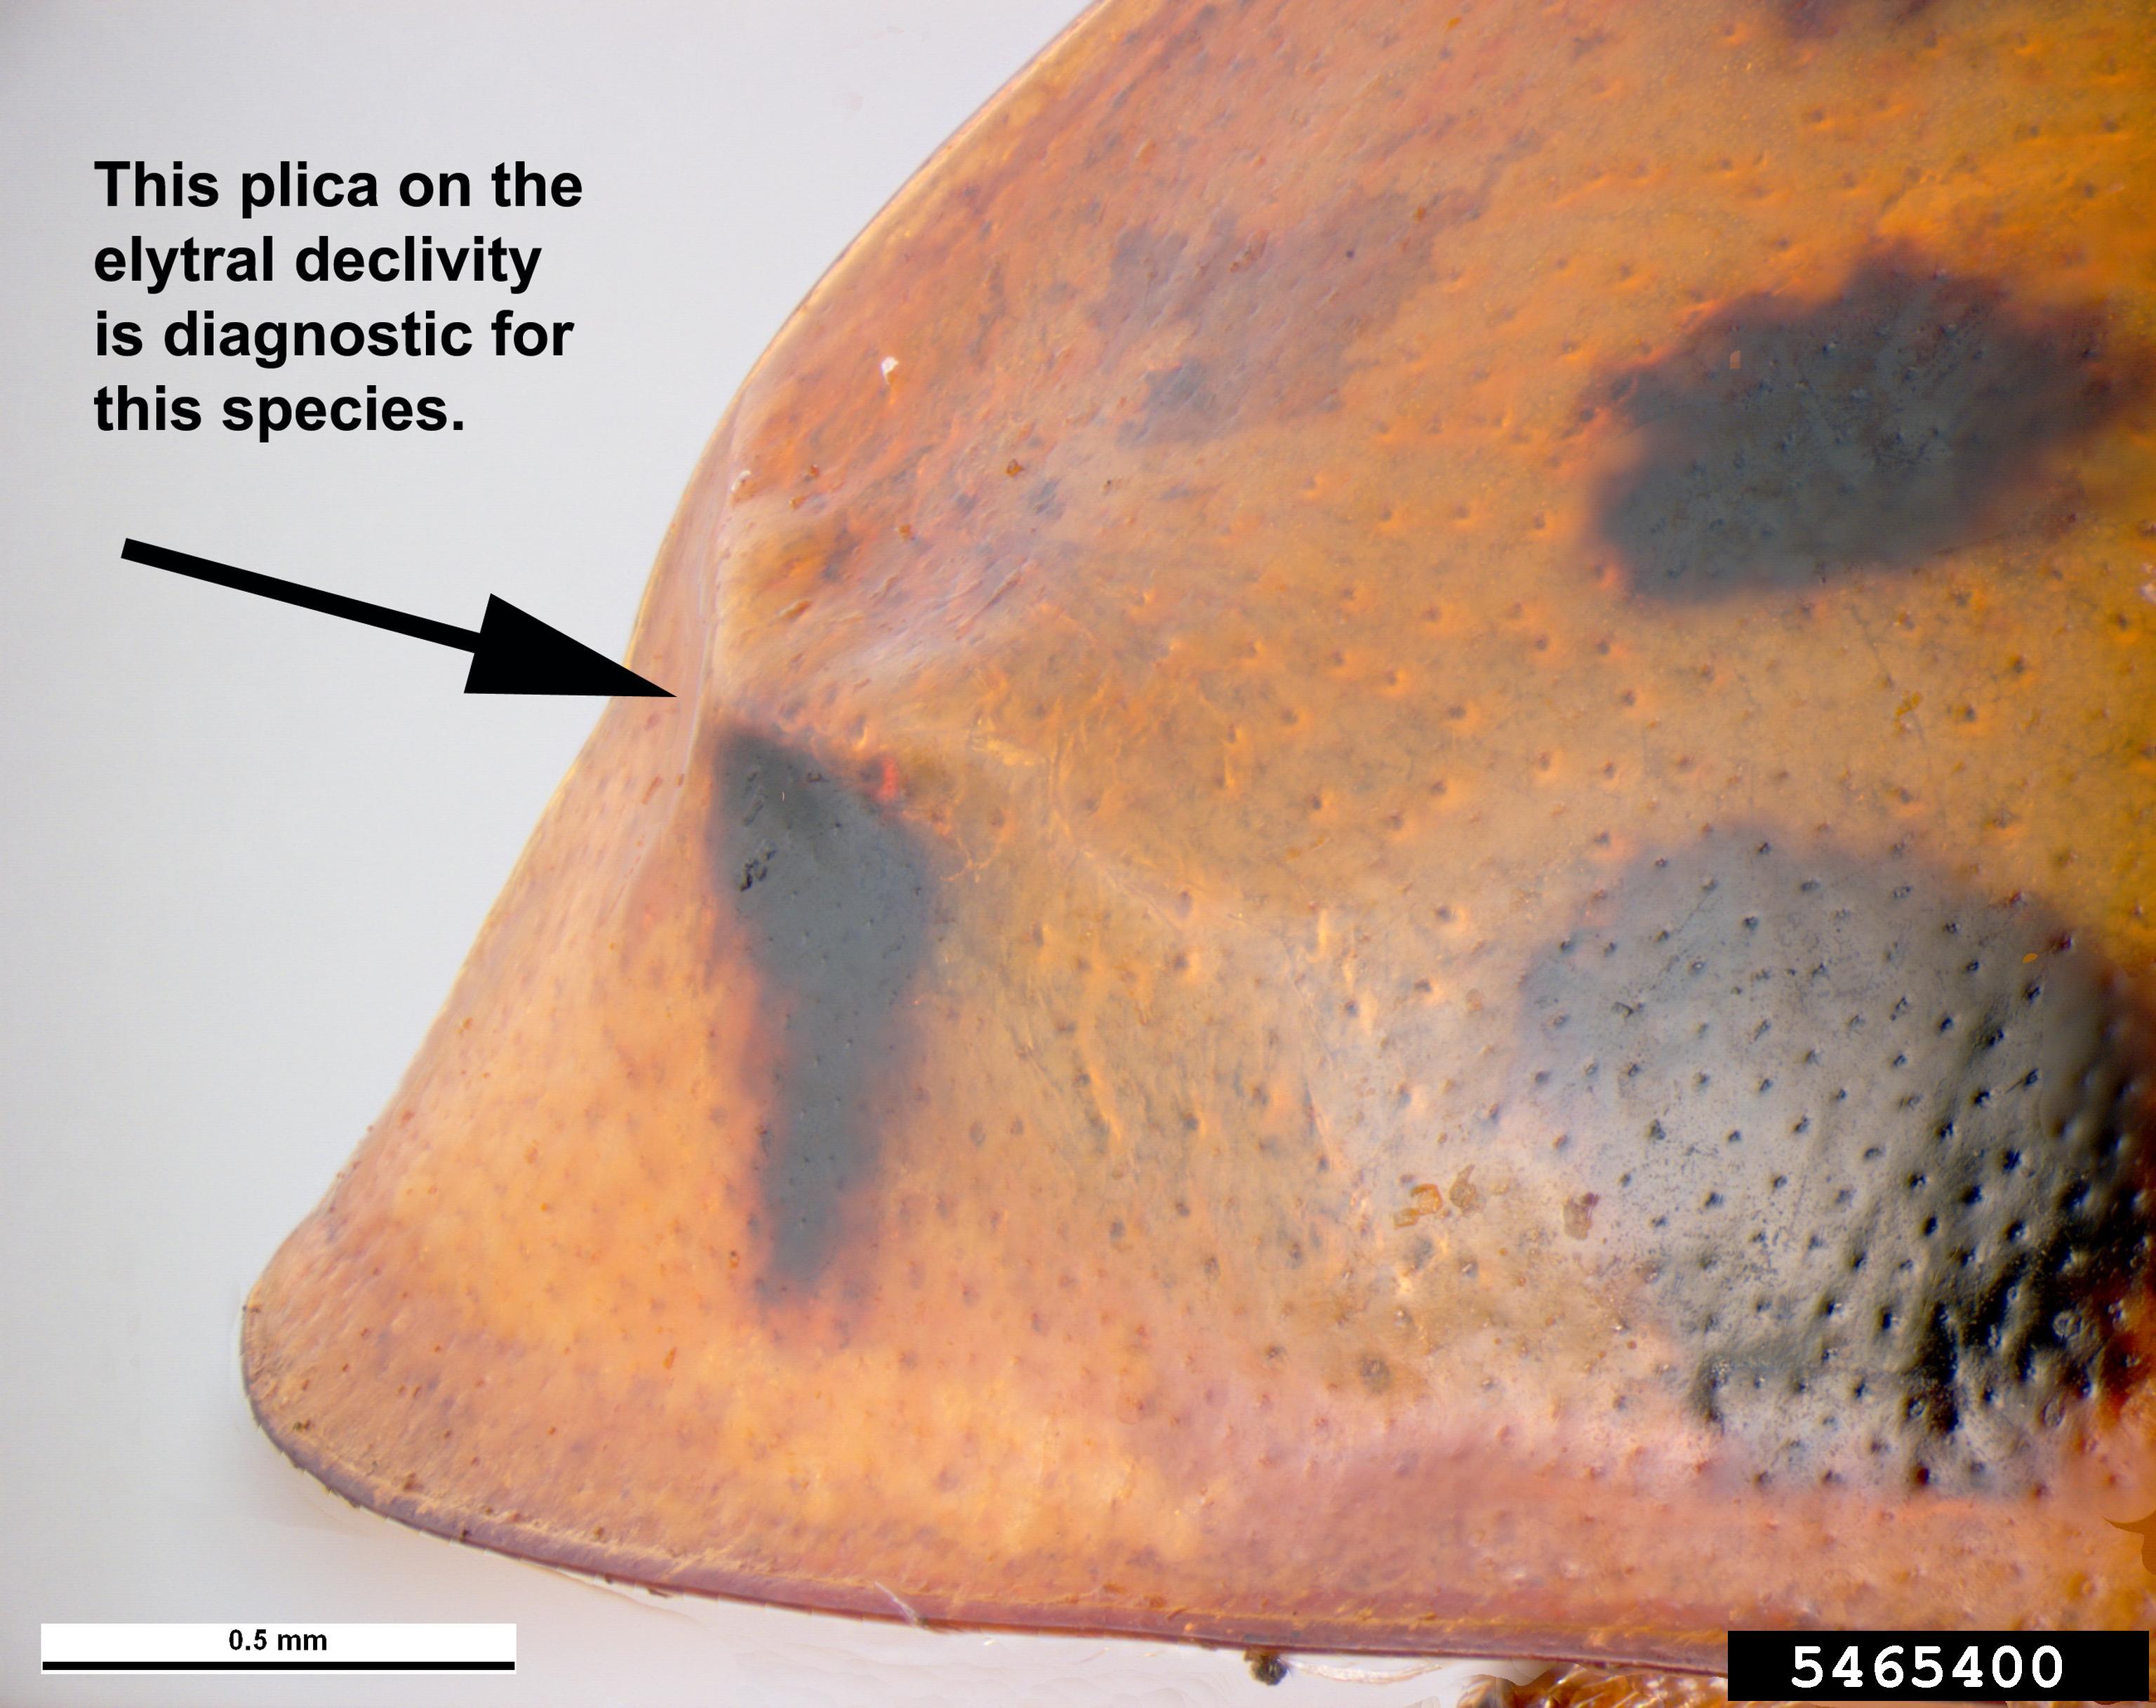 This plica on the
elytral declivity
is diagnostic for
this species.
0.5 mm
5465400